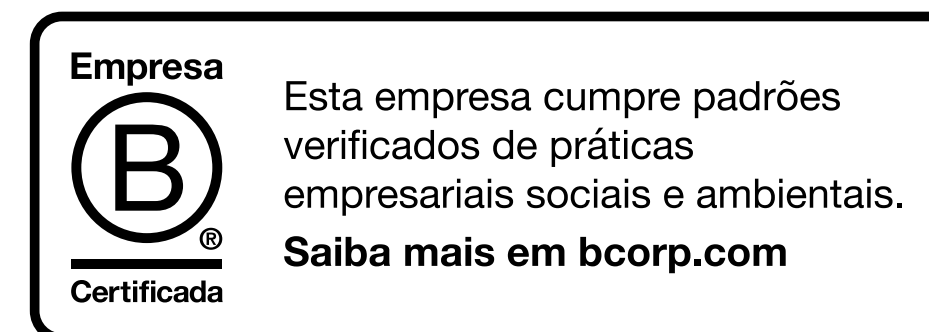 Empresa
B
®
Certificada
Esta empresa cumpre padrões
verificados de práticas
empresariais sociais e ambientais.
Saiba mais em bcorp.com